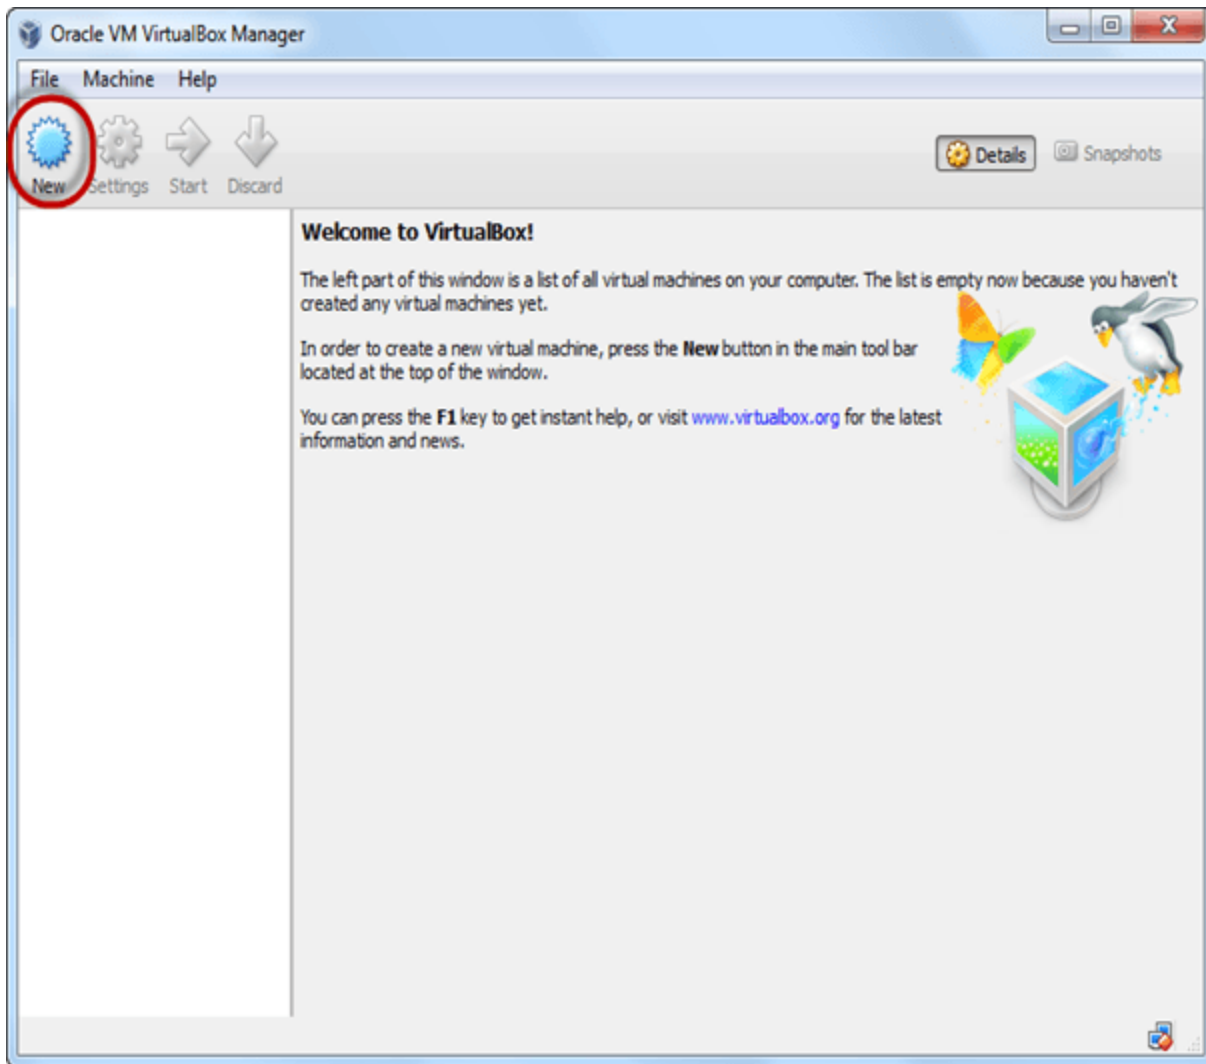 Oracle VM VirtualBox Manager
File Machine Help
New Settings Start Discard
Details Snapshots
Welcome to VirtualBox!
The left part of this window is a list of all virtual machines on your computer. The list is empty now because you haven't
created any virtual machines yet.
In order to create a new virtual machine, press the New button in the main tool bar
located at the top of the window.
You can press the F1 key to get instant help, or visit www.virtualbox.org for the latest
information and news.